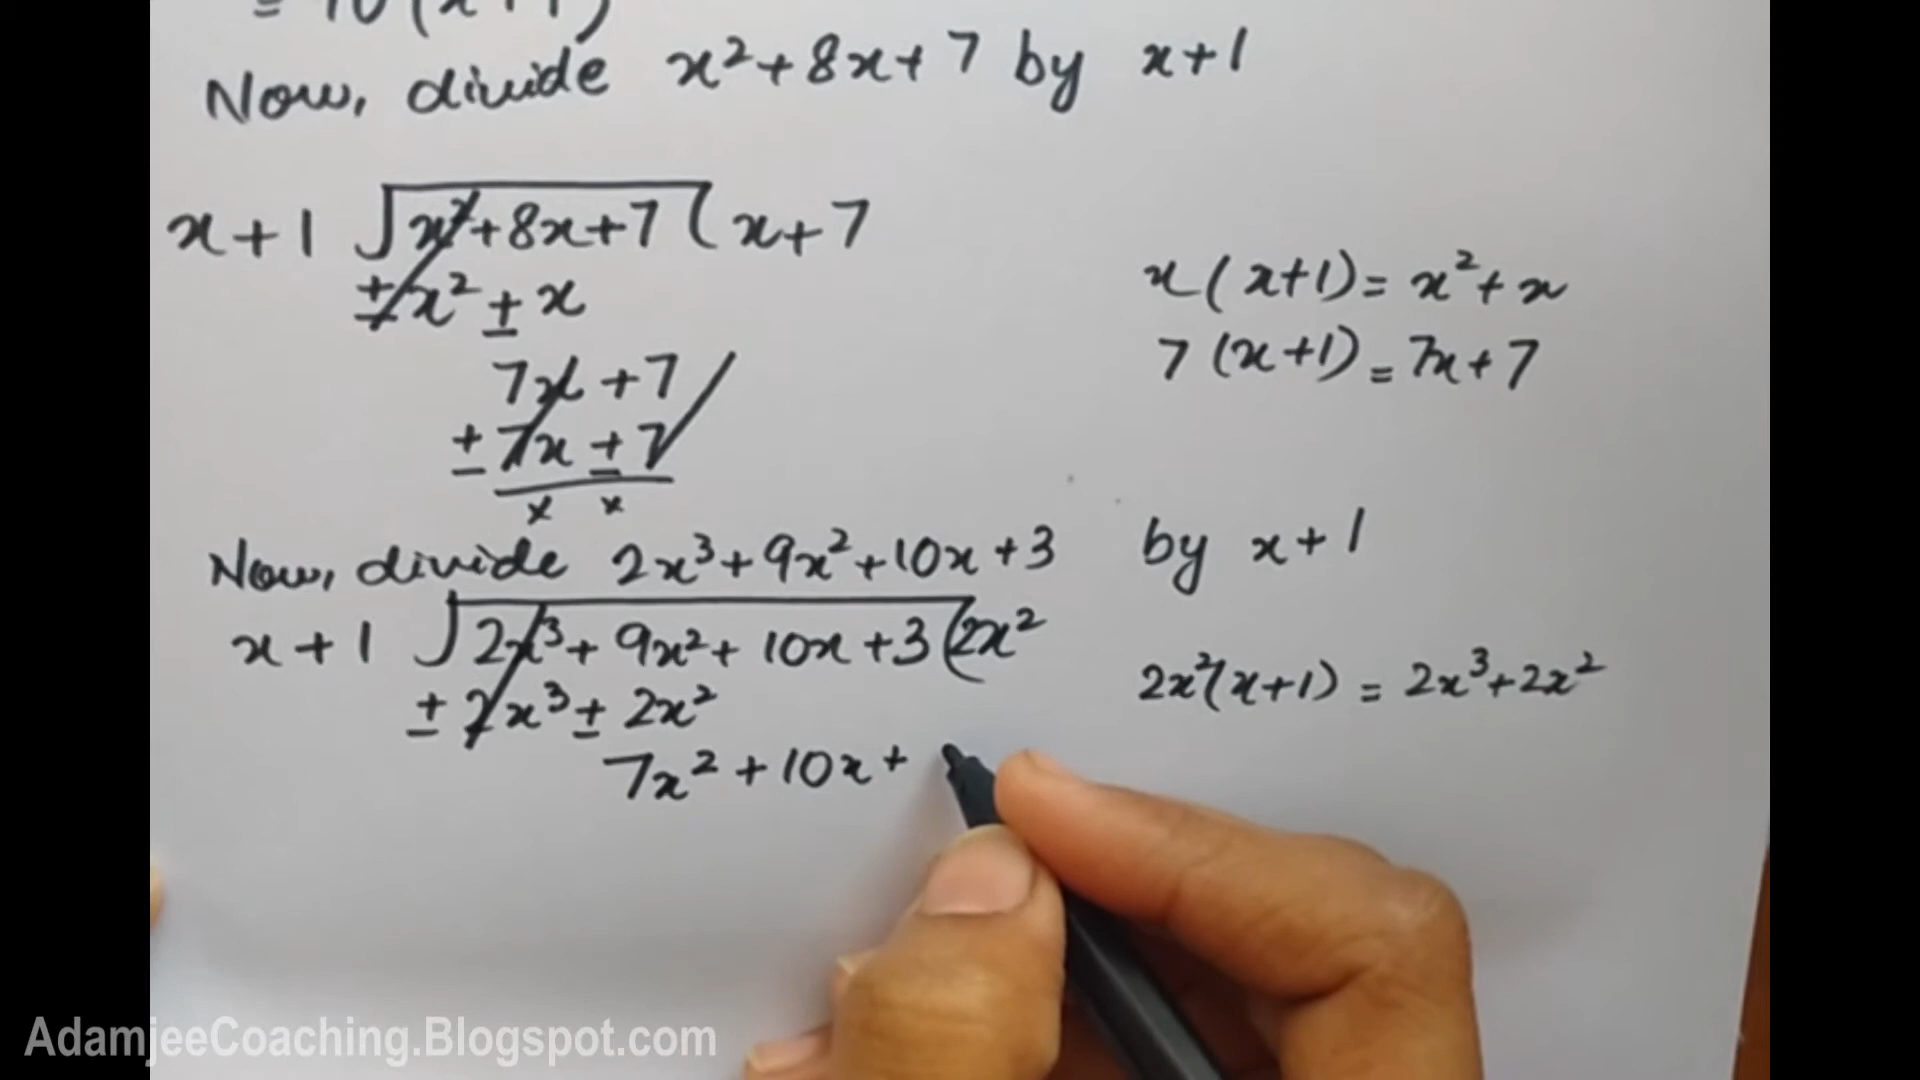 = 10(x+1)
Now, divide x²+8x+7 by x+1
x+1 √x²+8x+7 ( x+7
± x² ± x
7x+7
± 7x ± 7
x x
x(x+1) = x²+x
7(x+1) = 7x+7
Now, divide 2x³+9x²+10x+3 by x+1
x+1 √2x³+9x²+10x+3 ( 2x²
± 2x³ ± 2x²
7x²+10x+
2x²(x+1) = 2x³+2x²
AdamjeeCoaching.Blogspot.com